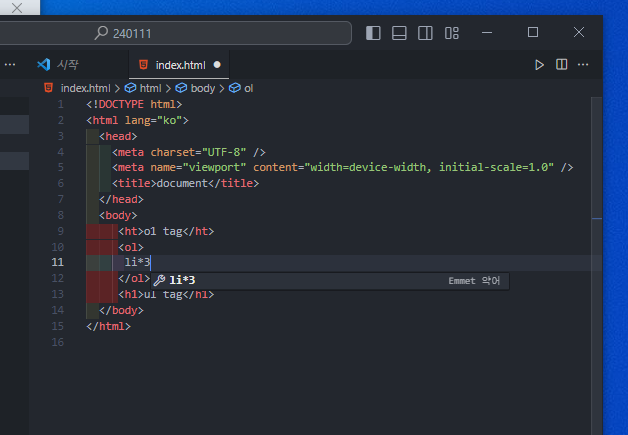 240111
시작
index.html
index.html > html > body > ol
1 <!DOCTYPE html>
2 <html lang="ko">
3 <head>
4 <meta charset="UTF-8" />
5 <meta name="viewport" content="width=device-width, initial-scale=1.0" />
6 <title>document</title>
7 </head>
8 <body>
9 <ht>ol tag</ht>
10 <ol>
11 li*3
12 </ol>
li*3 Emmet 약어
13 <h1>ul tag</h1>
14 </body>
15 </html>
16